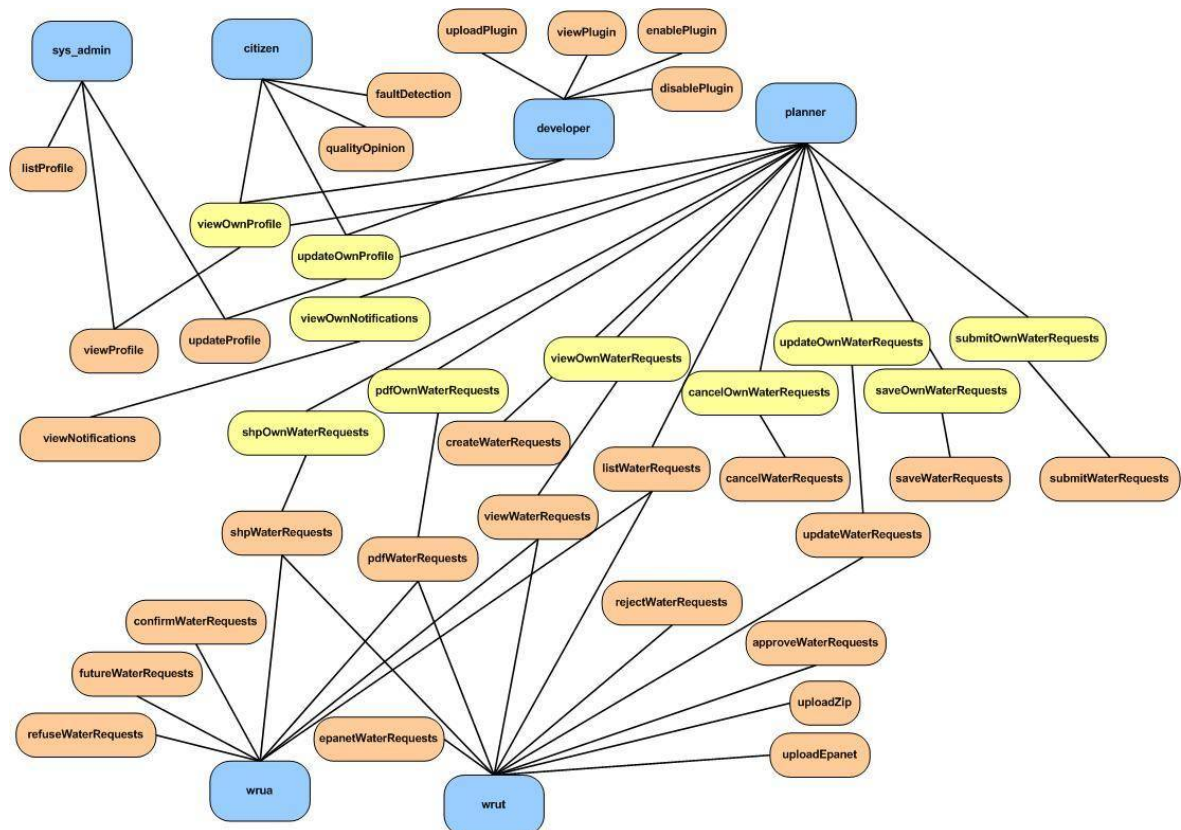 uploadPlugin
viewPlugin
enablePlugin
sys_admin
citizen
faultDetection
disablePlugin
developer
planner
qualityOpinion
listProfile
viewOwnProfile
updateOwnProfile
viewOwnNotifications
viewProfile
updateProfile
viewOwnWaterRequests
updateOwnWaterRequests
submitOwnWaterRequests
pdfOwnWaterRequests
cancelOwnWaterRequests
saveOwnWaterRequests
viewNotifications
shpOwnWaterRequests
createWaterRequests
listWaterRequests
cancelWaterRequests
saveWaterRequests
submitWaterRequests
viewWaterRequests
shpWaterRequests
updateWaterRequests
pdfWaterRequests
rejectWaterRequests
confirmWaterRequests
approveWaterRequests
futureWaterRequests
uploadZip
refuseWaterRequests
epanetWaterRequests
uploadEpanet
wrua
wrut